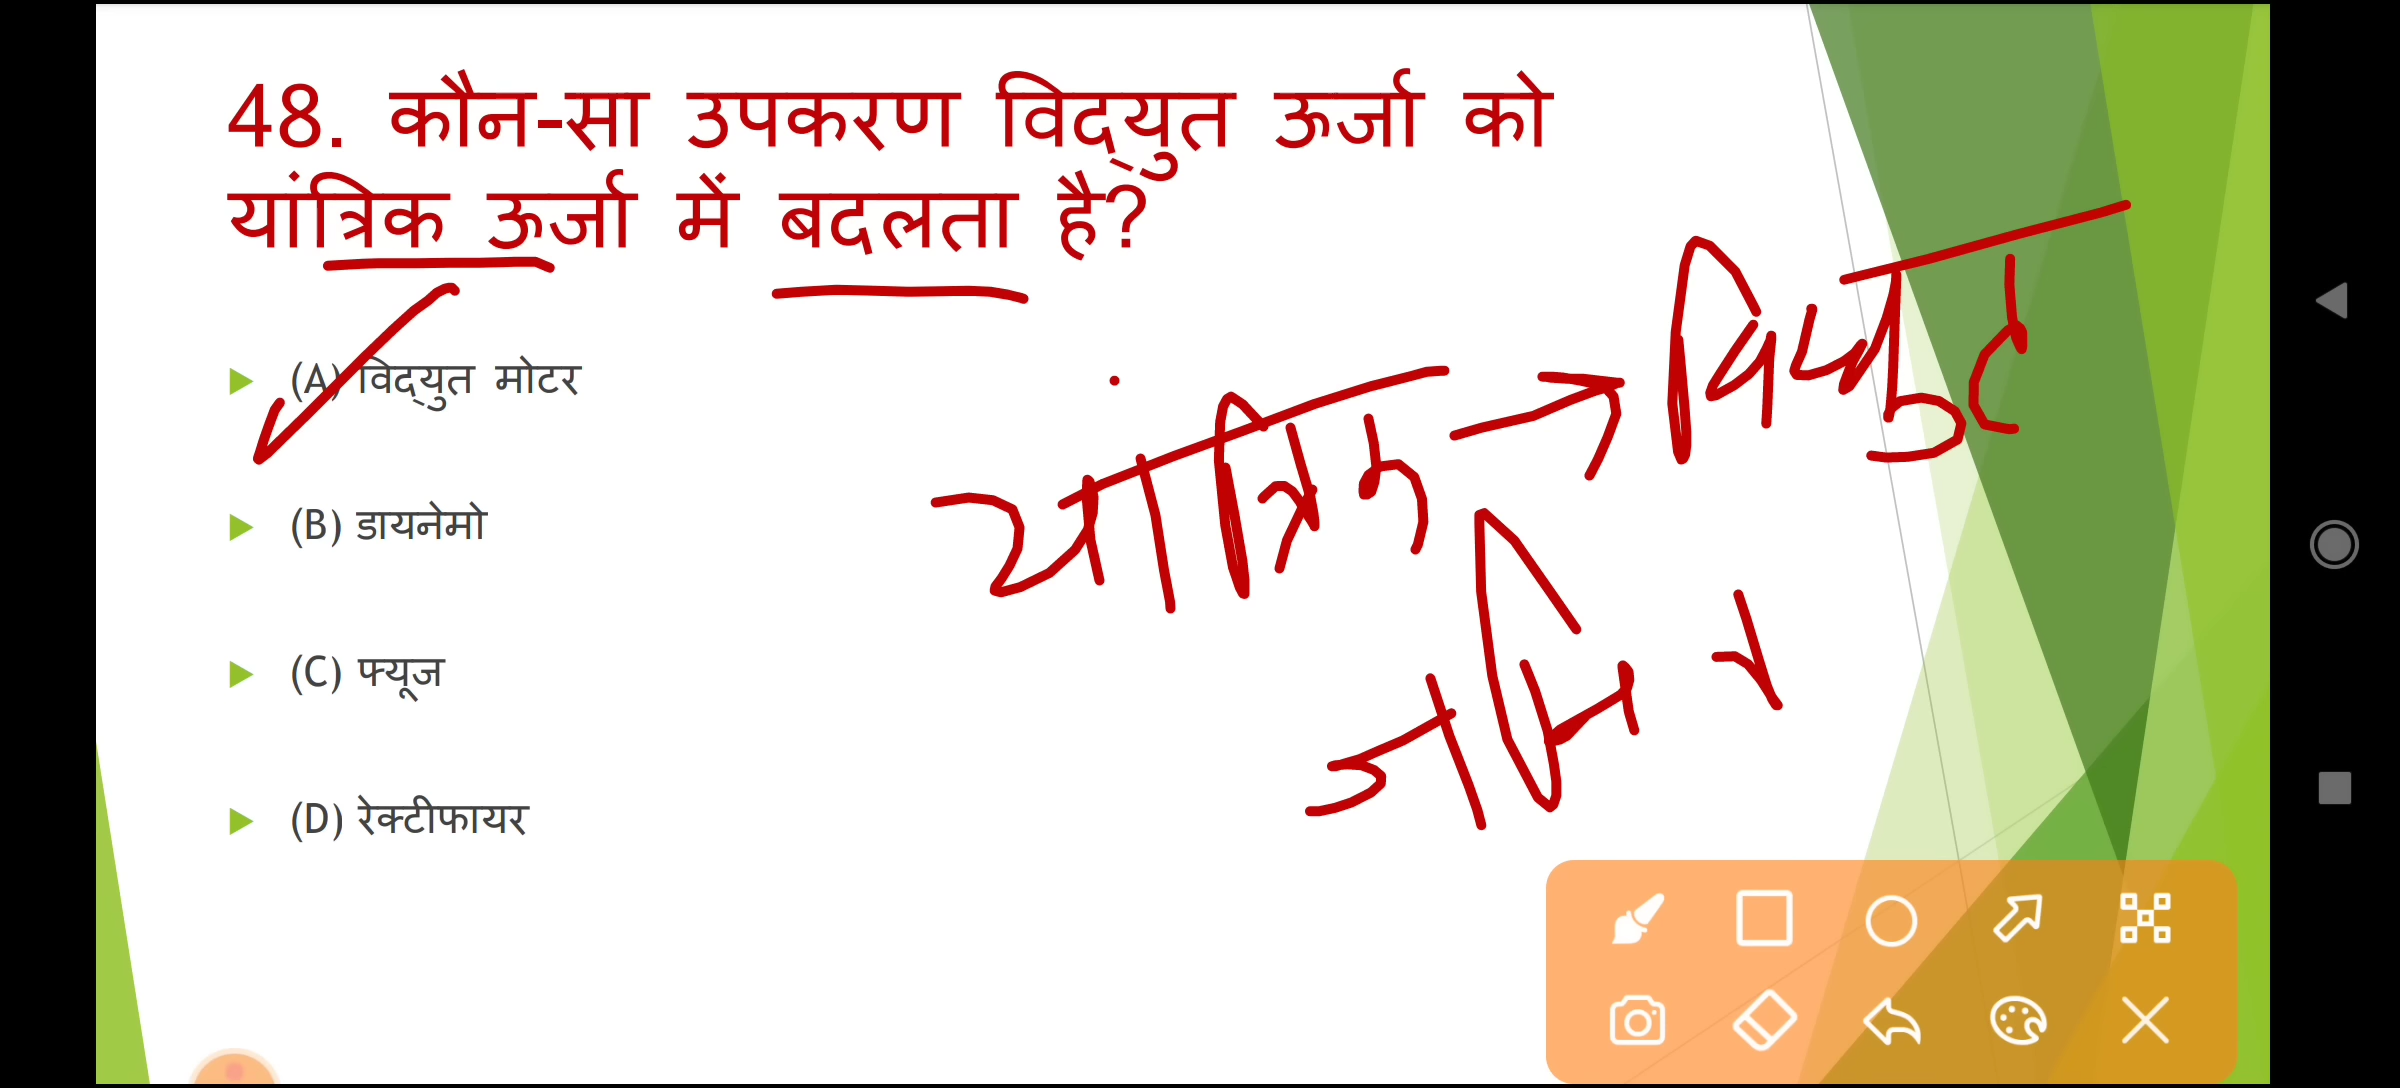 48. कौन-सा उपकरण विद्युत ऊर्जा को
यांत्रिक ऊर्जा में बदलता है?
(A) विद्युत मोटर
(B) डायनेमो
(C) फ्यूज
(D) रेक्टीफायर
यांत्रिक → विद्युत